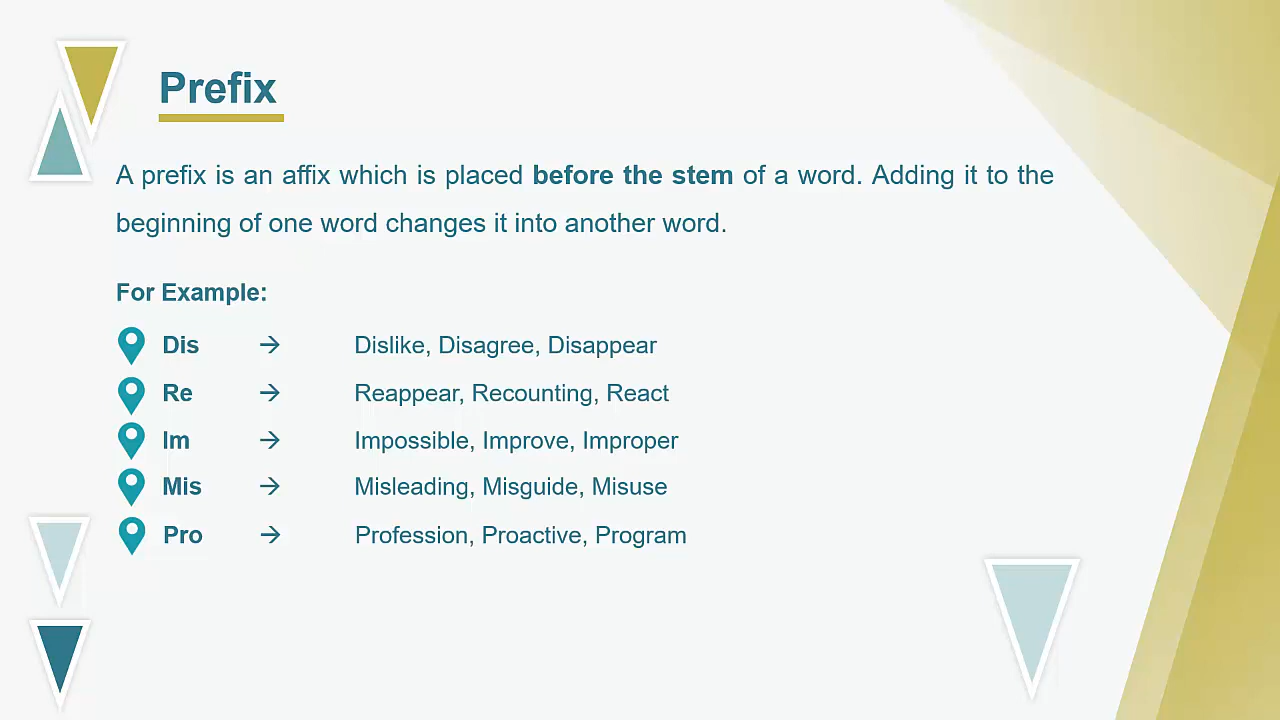 Prefix
A prefix is an affix which is placed before the stem of a word. Adding it to the
beginning of one word changes it into another word.
For Example:
Dis → Dislike, Disagree, Disappear
Re → Reappear, Recounting, React
Im → Impossible, Improve, Improper
Mis → Misleading, Misguide, Misuse
Pro → Profession, Proactive, Program